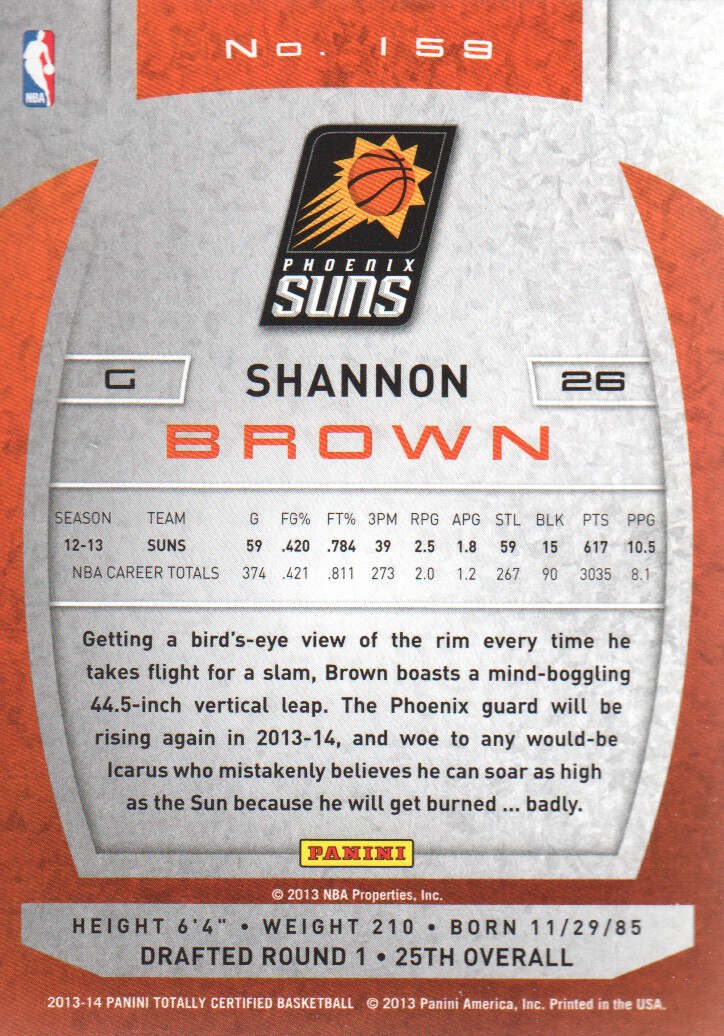 No. 159
NBA
PHOENIX
SUNS
G SHANNON 26
BROWN
SEASON TEAM G FG% FT% 3PM RPG APG STL BLK PTS PPG
12-13 SUNS 59 .420 .784 39 2.5 1.8 59 15 617 10.5
NBA CAREER TOTALS 374 .421 .811 273 2.0 1.2 267 90 3035 8.1
Getting a bird's-eye view of the rim every time he
takes flight for a slam, Brown boasts a mind-boggling
44.5-inch vertical leap. The Phoenix guard will be
rising again in 2013-14, and woe to any would-be
Icarus who mistakenly believes he can soar as high
as the Sun because he will get burned ... badly.
PANINI
© 2013 NBA Properties, Inc.
HEIGHT 6'4" • WEIGHT 210 • BORN 11/29/85
DRAFTED ROUND 1 • 25TH OVERALL
2013-14 PANINI TOTALLY CERTIFIED BASKETBALL © 2013 Panini America, Inc. Printed in the USA.